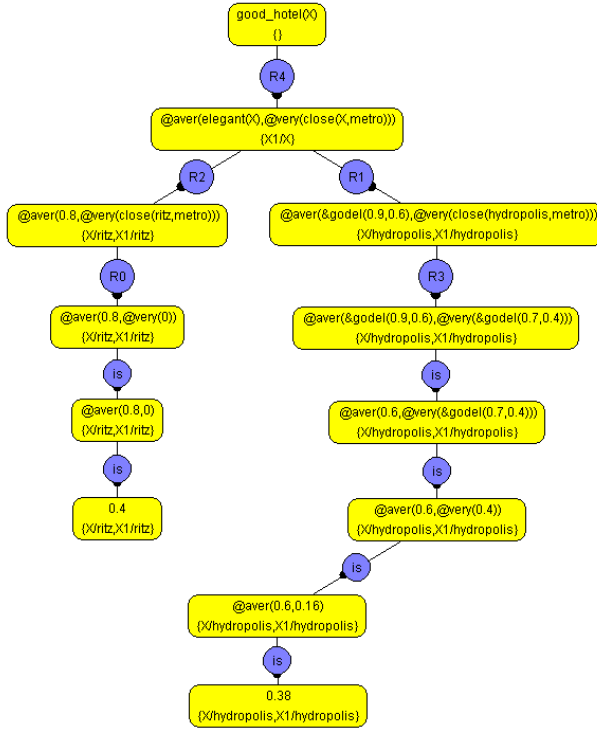 good_hotel(X)
{}
R4
@aver(elegant(X),@very(close(X,metro)))
{X1/X}
R2
R1
@aver(0.8,@very(close(ritz,metro)))
{X/ritz,X1/ritz}
@aver(&godel(0.9,0.6),@very(close(hydropolis,metro)))
{X/hydropolis,X1/hydropolis}
R0
R3
@aver(0.8,@very(0))
{X/ritz,X1/ritz}
@aver(&godel(0.9,0.6),@very(&godel(0.7,0.4)))
{X/hydropolis,X1/hydropolis}
is
is
@aver(0.8,0)
{X/ritz,X1/ritz}
@aver(0.6,@very(&godel(0.7,0.4)))
{X/hydropolis,X1/hydropolis}
is
is
0.4
{X/ritz,X1/ritz}
@aver(0.6,@very(0.4))
{X/hydropolis,X1/hydropolis}
is
@aver(0.6,0.16)
{X/hydropolis,X1/hydropolis}
is
0.38
{X/hydropolis,X1/hydropolis}